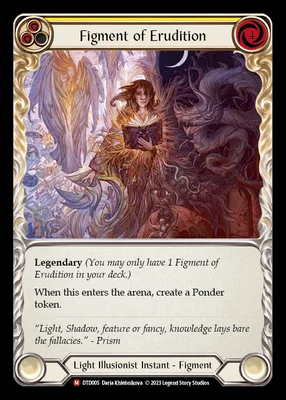 Figment of Erudition
Legendary (You may only have 1 Figment of
Erudition in your deck.)
When this enters the arena, create a Ponder
token.
“Light, Shadow, feature or fancy, knowledge lays bare
the fallacies.” - Prism
Light Illusionist Instant - Figment
M DTD005 Daria Khlebnikova © 2023 Legend Story Studios